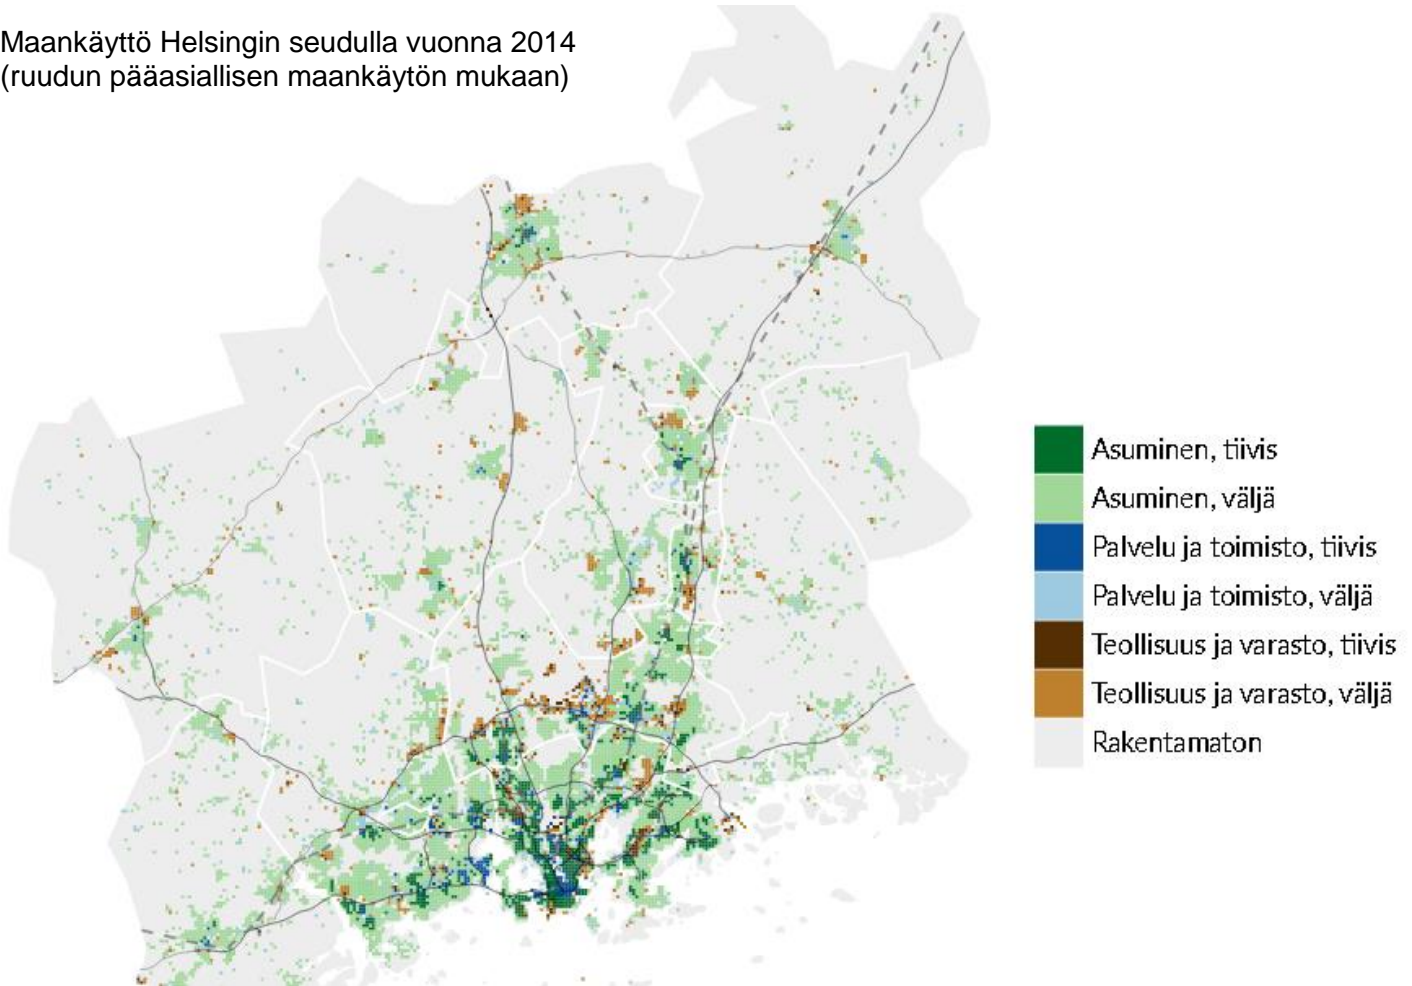 Maankäyttö Helsingin seudulla vuonna 2014
(ruudun pääasiallisen maankäytön mukaan)
Asuminen, tiivis
Asuminen, väljä
Palvelu ja toimisto, tiivis
Palvelu ja toimisto, väljä
Teollisuus ja varasto, tiivis
Teollisuus ja varasto, väljä
Rakentamaton